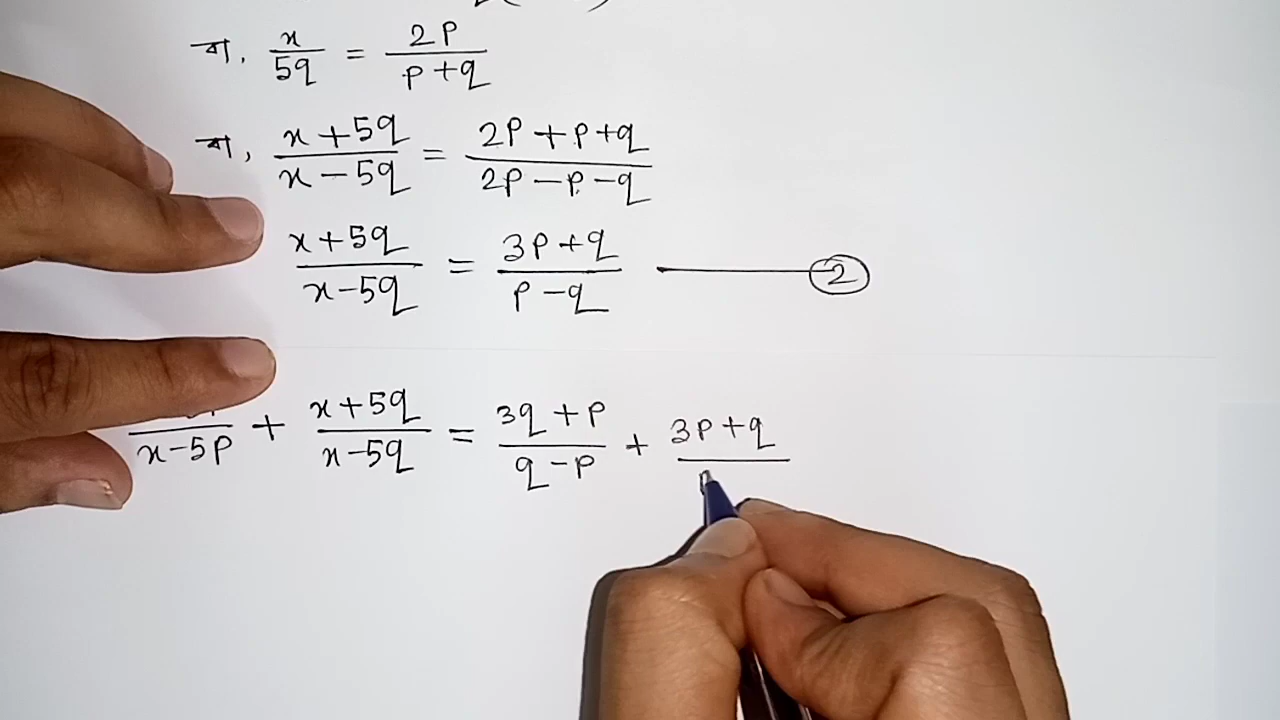 বা, x/5q = 2p/p+q
বা, x+5q/x-5q = 2p+p+q/2p-p-q
x+5q/x-5q = 3p+q/p-q ——— ②
/x-5p + x+5q/x-5q = 3q+p/q-p + 3p+q/